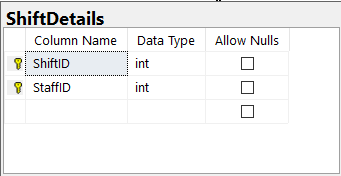 ShiftDetails
Column Name Data Type Allow Nulls
ShiftID int
StaffID int